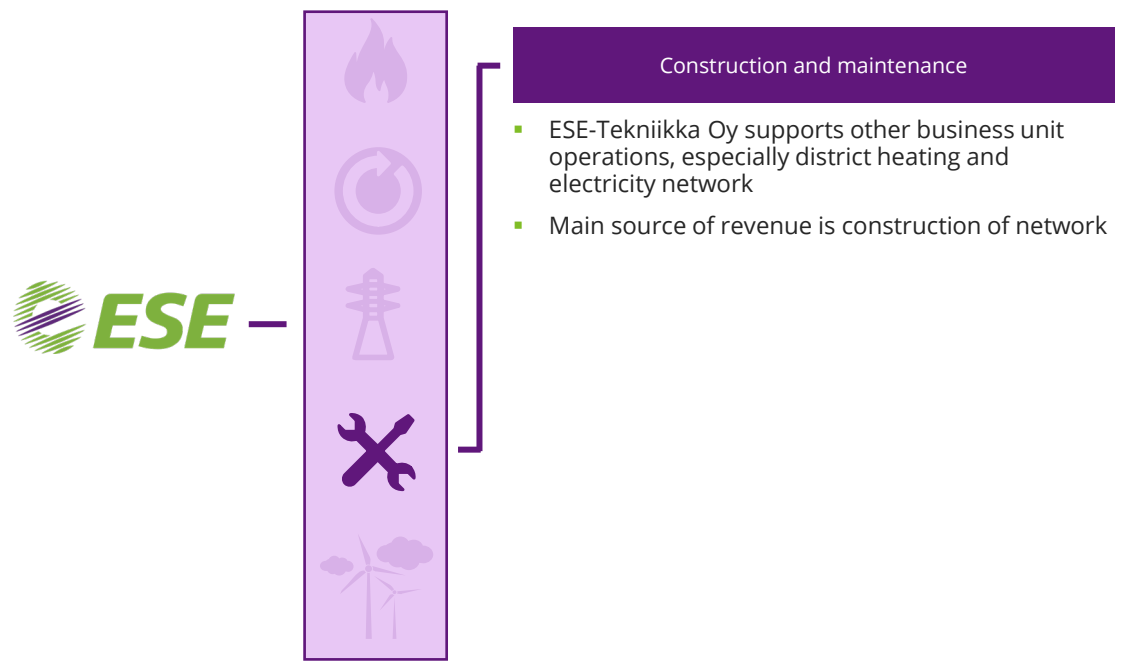 Construction and maintenance
▪ ESE-Tekniikka Oy supports other business unit
operations, especially district heating and
electricity network
▪ Main source of revenue is construction of network
ESE